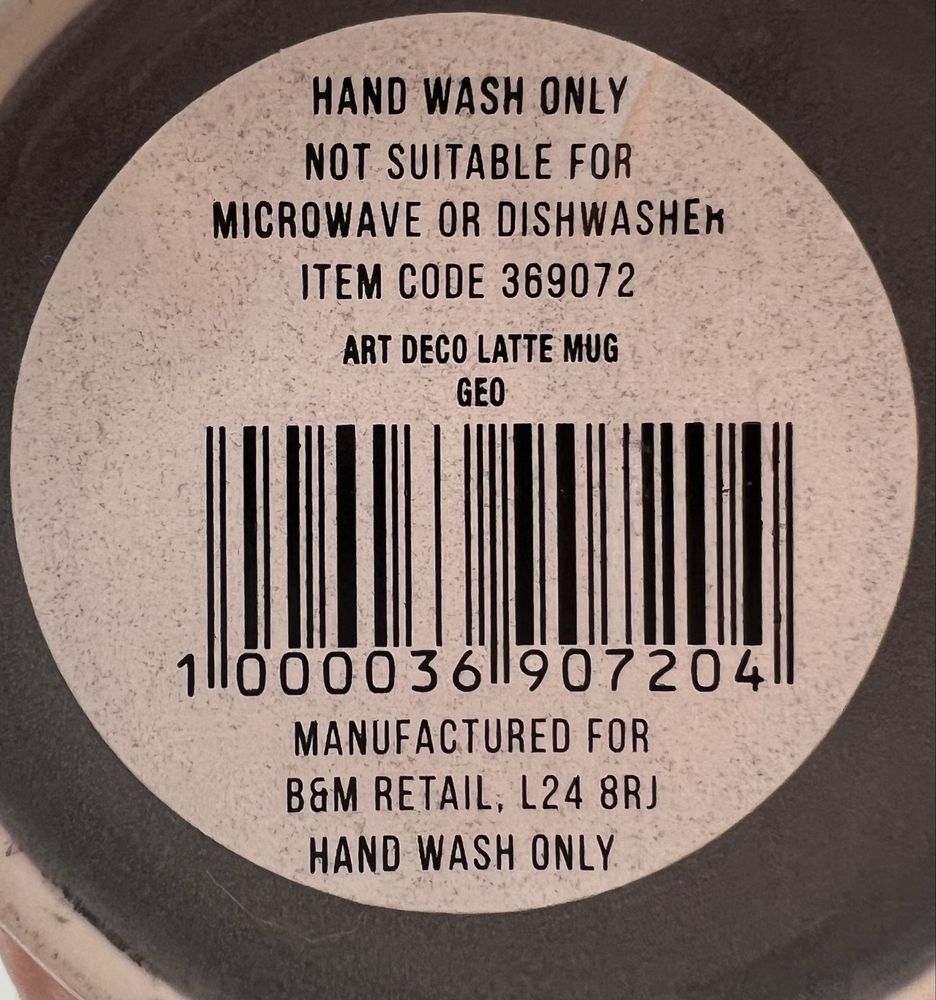 HAND WASH ONLY
NOT SUITABLE FOR
MICROWAVE OR DISHWASHER
ITEM CODE 369072
ART DECO LATTE MUG
GEO
1 000036 907204
MANUFACTURED FOR
B&M RETAIL, L24 8RJ
HAND WASH ONLY